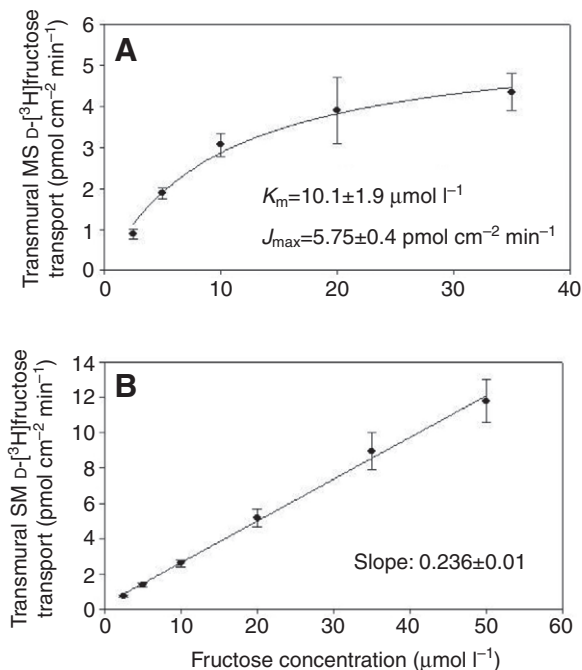 A
Transmural MS D-[³H]fructose
transport (pmol cm⁻² min⁻¹)
6
5
4
3
2
1
0
Kₘ=10.1±1.9 μmol l⁻¹
Jₘₐₓ=5.75±0.4 pmol cm⁻² min⁻¹
0 10 20 30 40
B
Transmural SM D-[³H]fructose
transport (pmol cm⁻² min⁻¹)
14
12
10
8
6
4
2
0
Slope: 0.236±0.01
0 10 20 30 40 50 60
Fructose concentration (μmol l⁻¹)